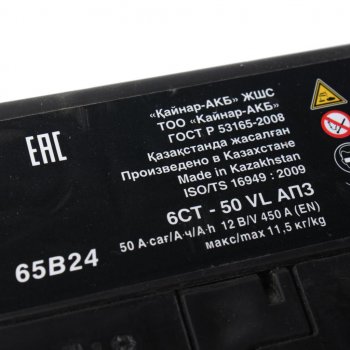 «Қайнар-АКБ» ЖШС
ТОО «Кайнар-АКБ»
ГОСТ Р 53165-2008
Қазақстанда жасалған
Произведено в Казахстане
Made in Kazakhstan
ISO/TS 16949 : 2009
6СТ - 50 VL АПЗ
50 А·сағ/А·ч/A·h 12 В/V 450 А (EN)
макс/max 11,5 кг/kg
EAC
65B24